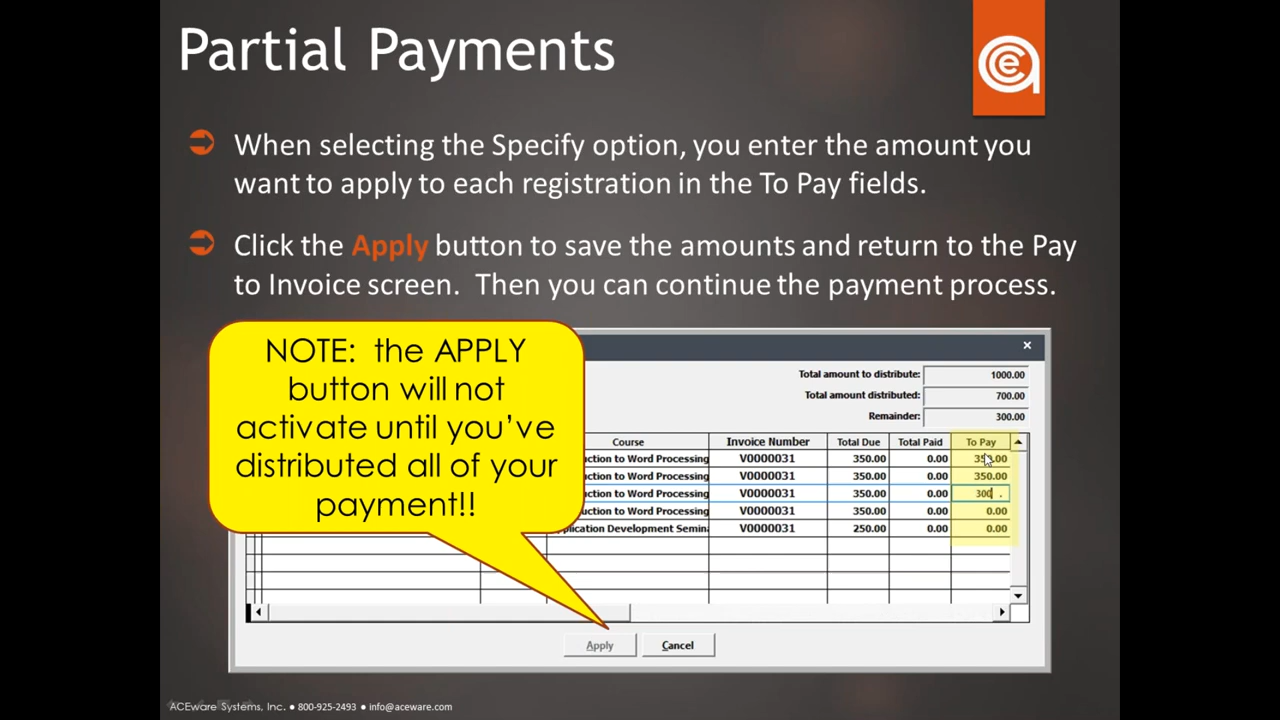 Partial Payments
When selecting the Specify option, you enter the amount you
want to apply to each registration in the To Pay fields.
Click the Apply button to save the amounts and return to the Pay
to Invoice screen. Then you can continue the payment process.
NOTE: the APPLY
button will not
activate until you've
distributed all of your
payment!!
Total amount to distribute: 1000.00
Total amount distributed: 700.00
Remainder: 300.00
Course Invoice Number Total Due Total Paid To Pay
uction to Word Processing V0000031 350.00 0.00 350.00
uction to Word Processing V0000031 350.00 0.00 350.00
uction to Word Processing V0000031 350.00 0.00 300 .
uction to Word Processing V0000031 350.00 0.00 0.00
plication Development Semina V0000031 250.00 0.00 0.00
Apply Cancel
ACEware Systems, Inc. ● 800-925-2493 ● info@aceware.com